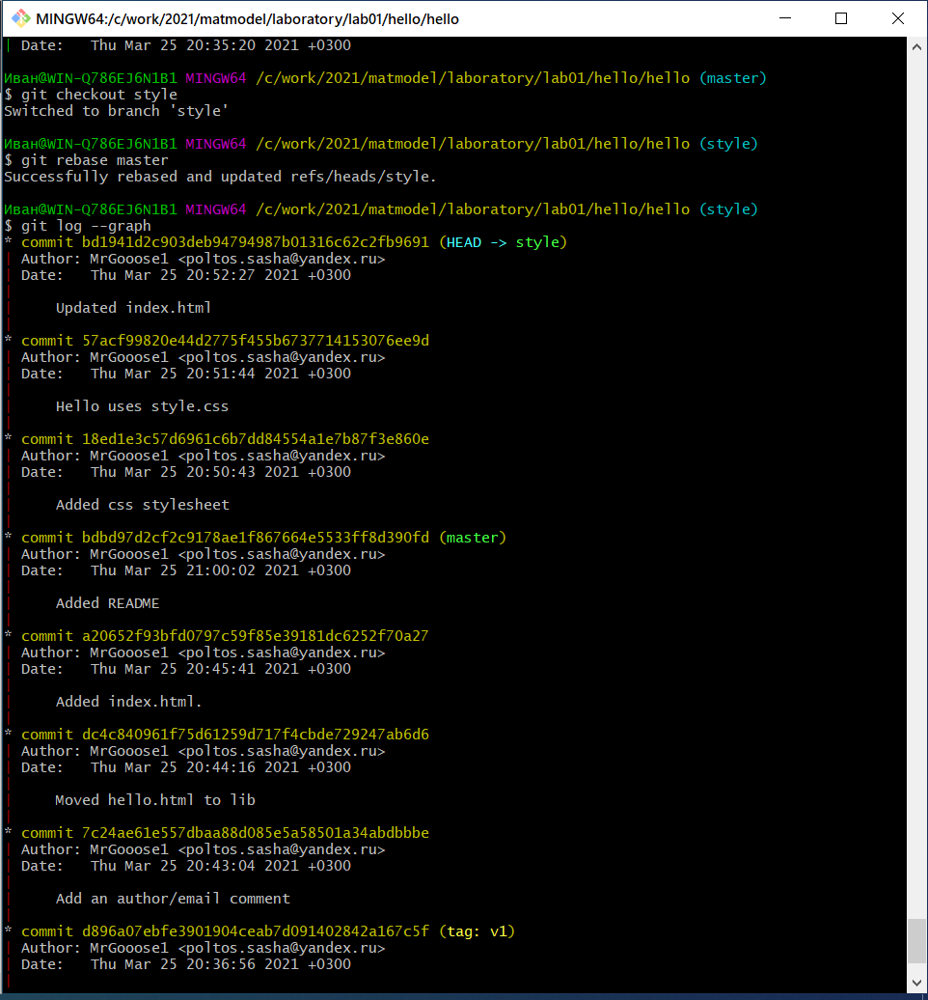 MINGW64:/c/work/2021/matmodel/laboratory/lab01/hello/hello
| Date:   Thu Mar 25 20:35:20 2021 +0300
Иван@WIN-Q786EJ6N1B1 MINGW64 /c/work/2021/matmodel/laboratory/lab01/hello/hello (master)
$ git checkout style
Switched to branch 'style'
Иван@WIN-Q786EJ6N1B1 MINGW64 /c/work/2021/matmodel/laboratory/lab01/hello/hello (style)
$ git rebase master
Successfully rebased and updated refs/heads/style.
Иван@WIN-Q786EJ6N1B1 MINGW64 /c/work/2021/matmodel/laboratory/lab01/hello/hello (style)
$ git log --graph
* commit bd1941d2c903deb94794987b01316c62c2fb9691 (HEAD -> style)
| Author: MrGooose1 <poltos.sasha@yandex.ru>
| Date:   Thu Mar 25 20:52:27 2021 +0300
|
|     Updated index.html
|
* commit 57acf99820e44d2775f455b6737714153076ee9d
| Author: MrGooose1 <poltos.sasha@yandex.ru>
| Date:   Thu Mar 25 20:51:44 2021 +0300
|
|     Hello uses style.css
|
* commit 18ed1e3c57d6961c6b7dd84554a1e7b87f3e860e
| Author: MrGooose1 <poltos.sasha@yandex.ru>
| Date:   Thu Mar 25 20:50:43 2021 +0300
|
|     Added css stylesheet
|
* commit bdbd97d2cf2c9178ae1f867664e5533ff8d390fd (master)
| Author: MrGooose1 <poltos.sasha@yandex.ru>
| Date:   Thu Mar 25 21:00:02 2021 +0300
|
|     Added README
|
* commit a20652f93bfd0797c59f85e39181dc6252f70a27
| Author: MrGooose1 <poltos.sasha@yandex.ru>
| Date:   Thu Mar 25 20:45:41 2021 +0300
|
|     Added index.html.
|
* commit dc4c840961f75d61259d717f4cbde729247ab6d6
| Author: MrGooose1 <poltos.sasha@yandex.ru>
| Date:   Thu Mar 25 20:44:16 2021 +0300
|
|     Moved hello.html to lib
|
* commit 7c24ae61e557dbaa88d085e5a58501a34abdbbbe
| Author: MrGooose1 <poltos.sasha@yandex.ru>
| Date:   Thu Mar 25 20:43:04 2021 +0300
|
|     Add an author/email comment
|
* commit d896a07ebfe3901904ceab7d091402842a167c5f (tag: v1)
| Author: MrGooose1 <poltos.sasha@yandex.ru>
| Date:   Thu Mar 25 20:36:56 2021 +0300
|